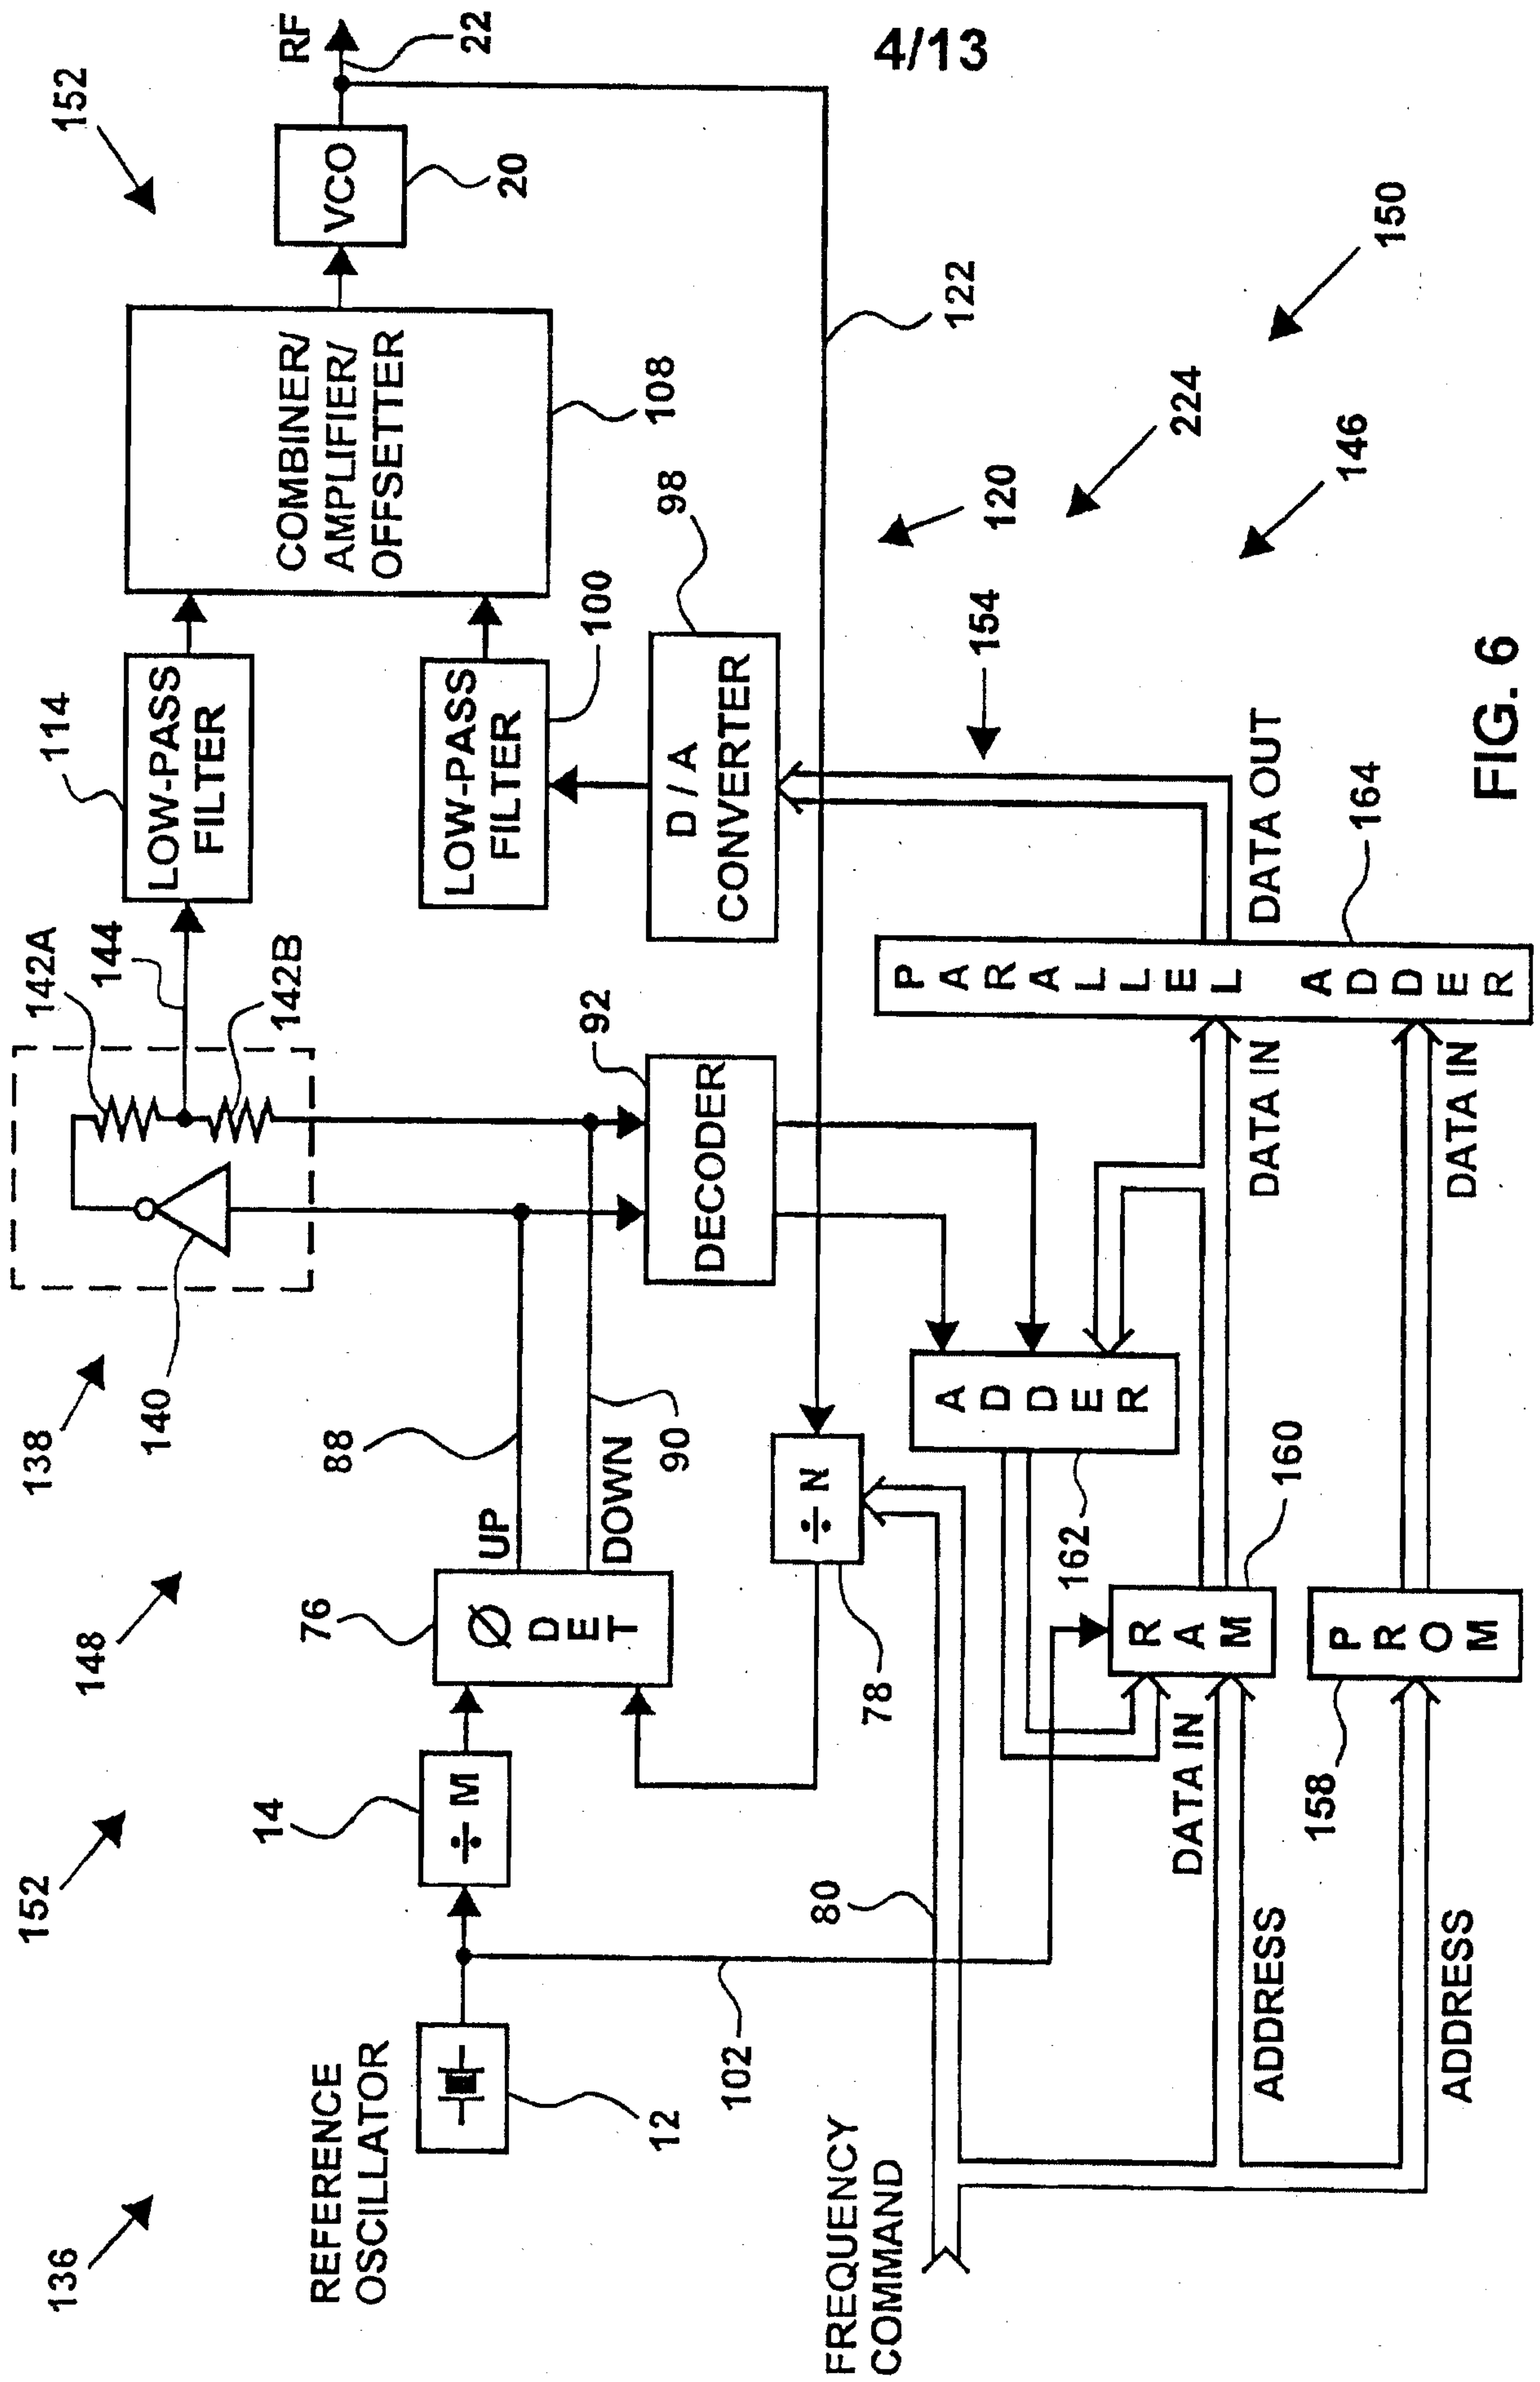 4/13
136
152
148
138
152
REFERENCE
OSCILLATOR
12
14
÷ M
76
Ø
DET
UP
DOWN
88
90
140
142A
142B
144
114
LOW-PASS
FILTER
LOW-PASS
FILTER
100
COMBINER/
AMPLIFIER/
OFFSETTER
108
VCO
20
RF
22
92
DECODER
98
D / A
CONVERTER
102
78
÷ N
122
FREQUENCY
COMMAND
80
ADDER
162
120
154
224
146
150
DATA IN
RAM
160
DATA IN
PARALLEL ADDER
DATA OUT
164
ADDRESS
158
PROM
DATA IN
ADDRESS
FIG. 6